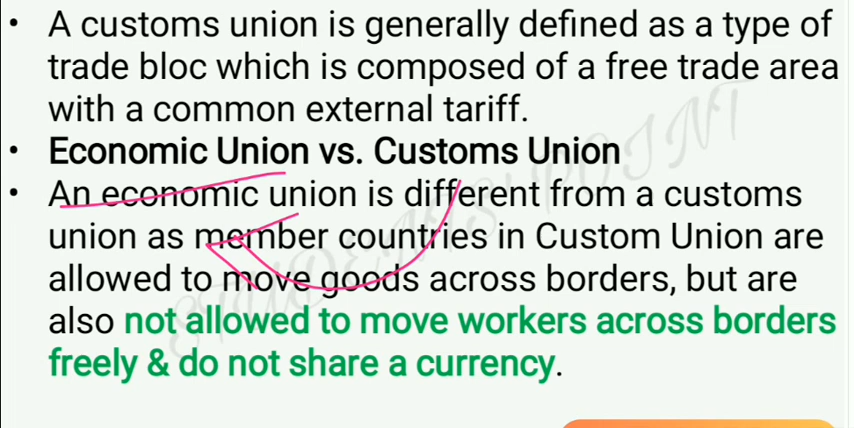 • A customs union is generally defined as a type of
trade bloc which is composed of a free trade area
with a common external tariff.
• Economic Union vs. Customs Union
• An economic union is different from a customs
union as member countries in Custom Union are
allowed to move goods across borders, but are
also not allowed to move workers across borders
freely & do not share a currency.